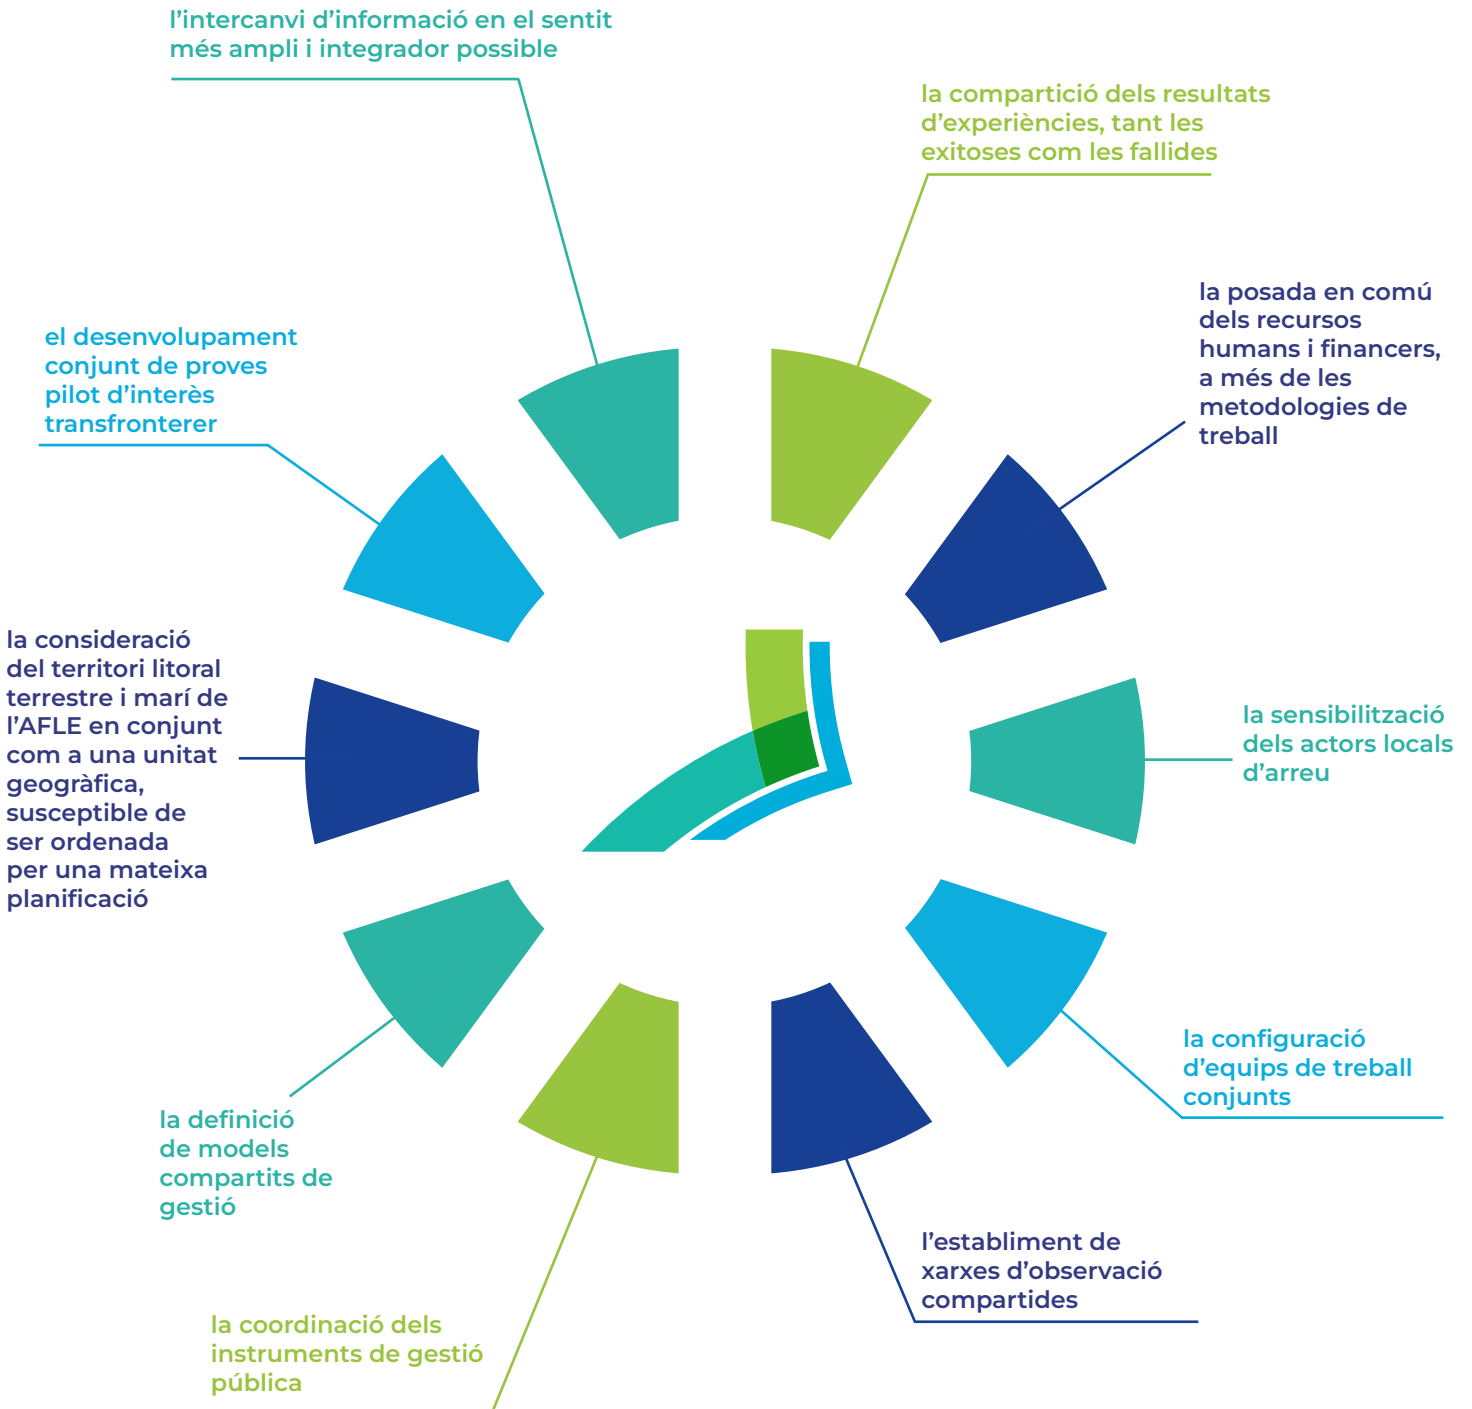 l’intercanvi d’informació en el sentit
més ampli i integrador possible
la compartició dels resultats
d’experiències, tant les
exitoses com les fallides
la posada en comú
dels recursos
humans i financers,
a més de les
metodologies de
treball
la sensibilització
dels actors locals
d’arreu
la configuració
d’equips de treball
conjunts
l’establiment de
xarxes d’observació
compartides
la coordinació dels
instruments de gestió
pública
la definició
de models
compartits de
gestió
la consideració
del territori litoral
terrestre i marí de
l’AFLE en conjunt
com a una unitat
geogràfica,
susceptible de
ser ordenada
per una mateixa
planificació
el desenvolupament
conjunt de proves
pilot d’interès
transfronterer